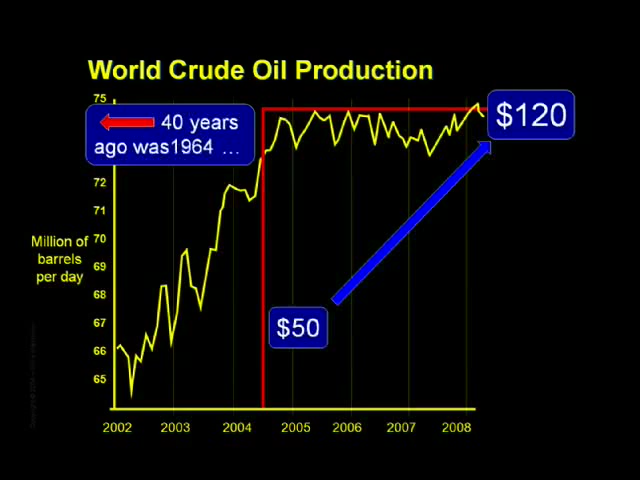 World Crude Oil Production
75
40 years
ago was1964 ...
$120
72
71
Million of
barrels
per day
70
69
68
67
66
65
$50
2002 2003 2004 2005 2006 2007 2008